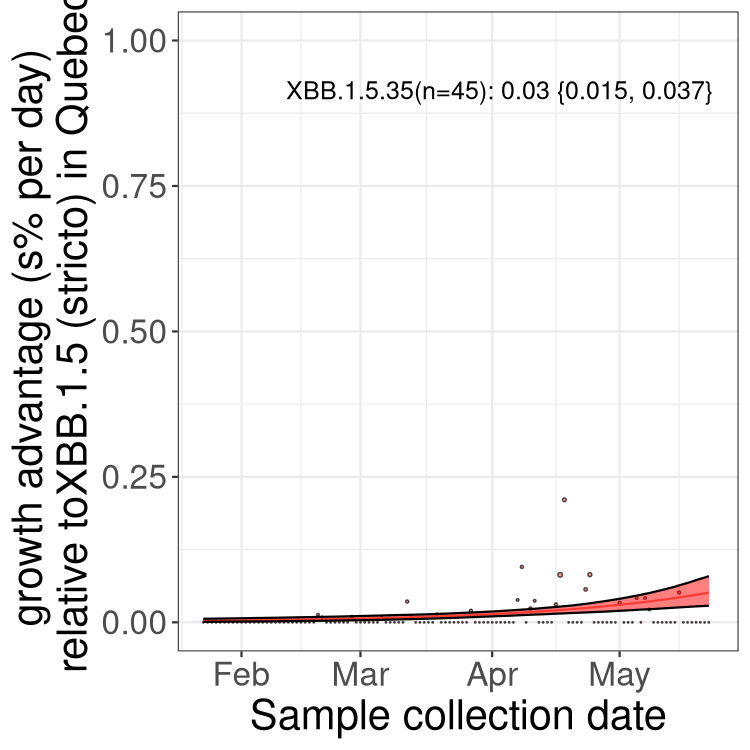 growth advantage (s% per day)
relative toXBB.1.5 (stricto) in Quebec
1.00
0.75
0.50
0.25
0.00
XBB.1.5.35(n=45): 0.03 {0.015, 0.037}
Feb Mar Apr May
Sample collection date